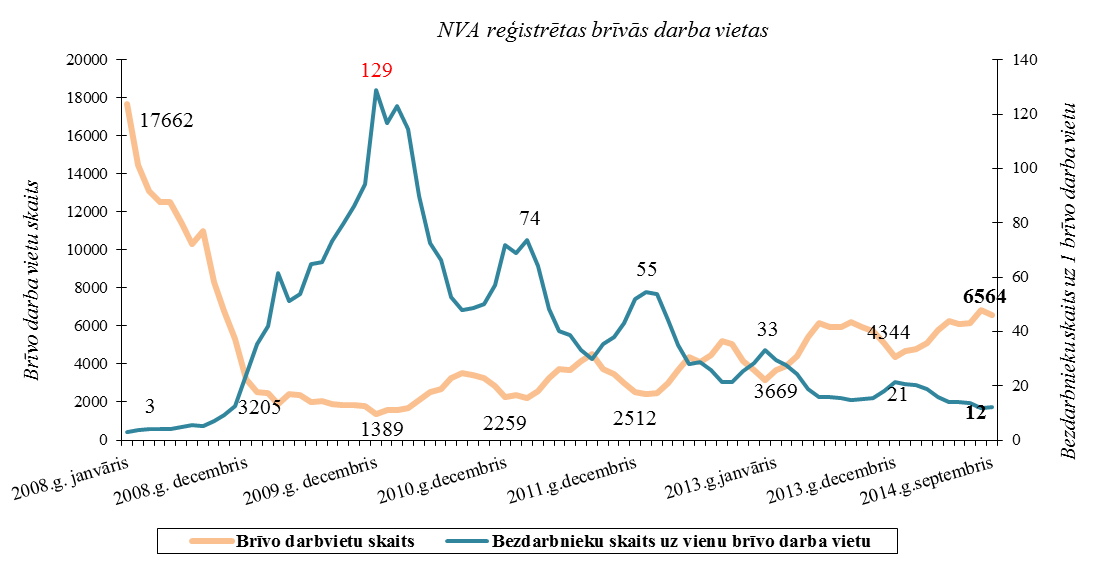 NVA reģistrētas brīvās darba vietas
Brīvo darba vietu skaits
Bezdarbnieku skaits uz 1 brīvo darba vietu
20000
18000
16000
14000
12000
10000
8000
6000
4000
2000
0
140
120
100
80
60
40
20
0
129
17662
74
55
6564
33
4344
3
3205
1389
2259
2512
3669
21
12
2008.g. janvāris
2008.g. decembris
2009.g. decembris
2010.g.decembris
2011.g.decembris
2013.g.janvāris
2013.g.decembris
2014.g.septembris
Brīvo darbvietu skaits
Bezdarbnieku skaits uz vienu brīvo darba vietu